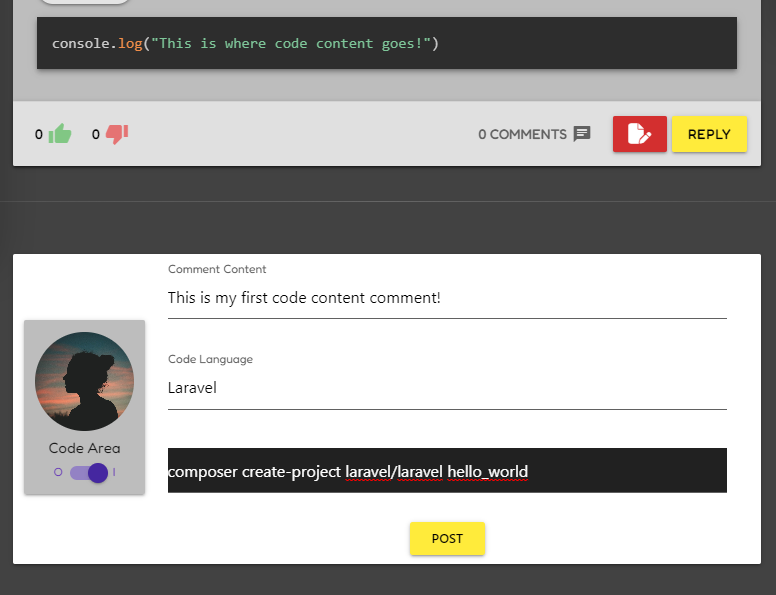 console.log("This is where code content goes!")
0
0
0 COMMENTS
REPLY
Comment Content
This is my first code content comment!
Code Language
Laravel
Code Area
O I
composer create-project laravel/laravel hello_world
POST